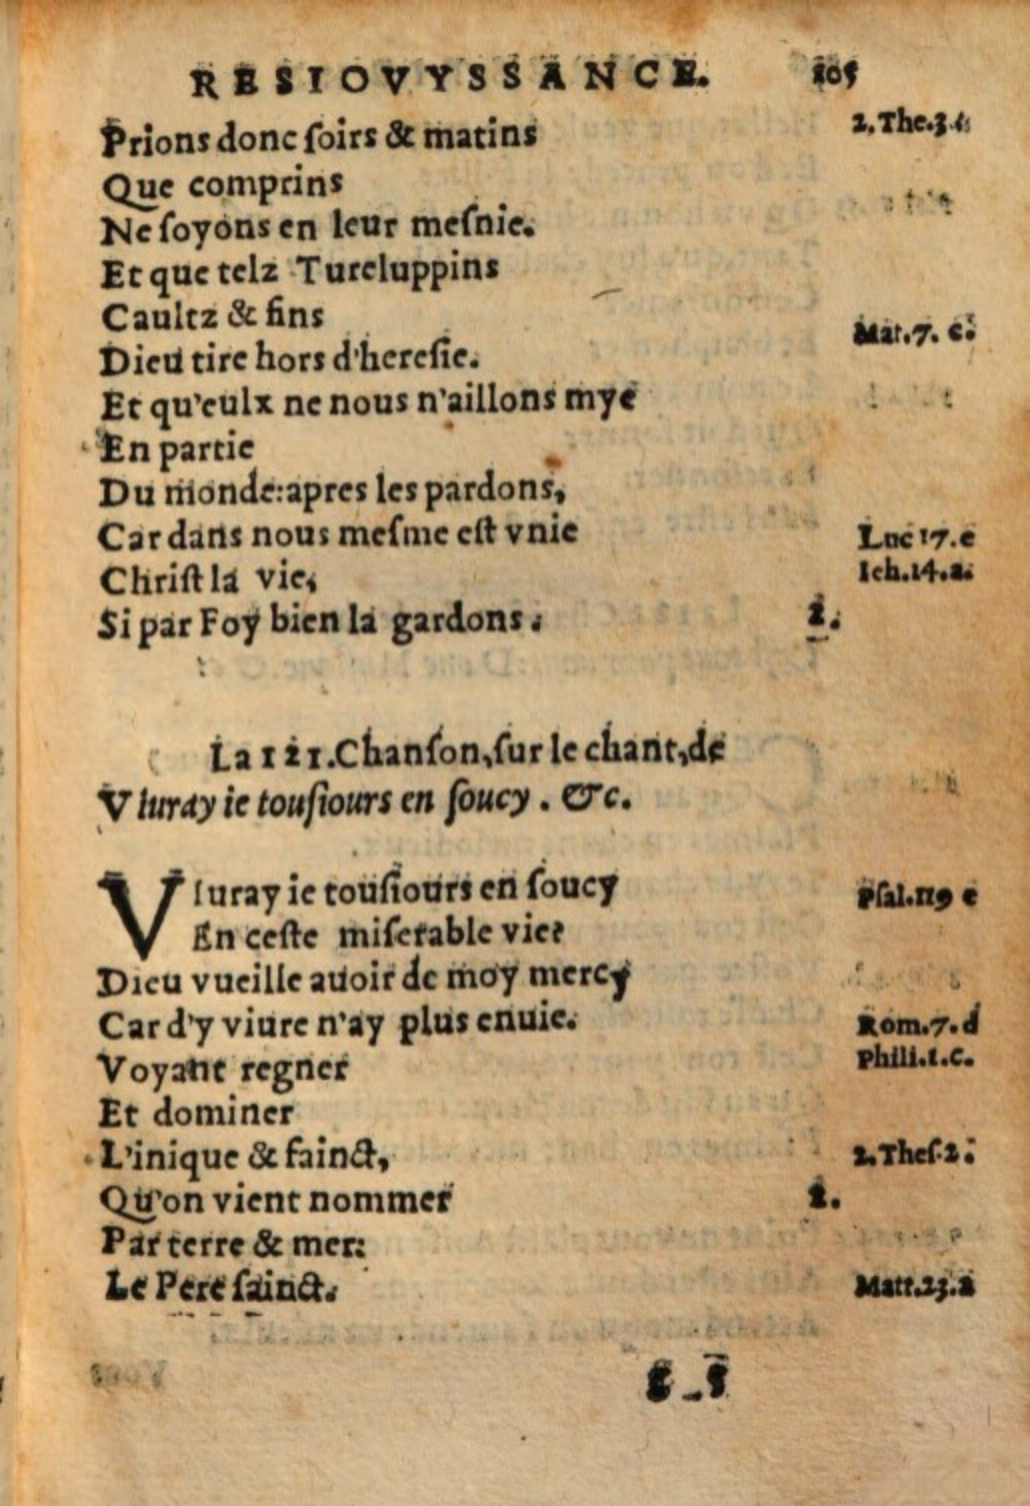 RESIOVYSSANCE. 105
Prions donc ſoirs & matins 2. The.3.
Que comprins
Ne ſoyons en leur meſnie.
Et que telz Tureluppins
Caultz & fins
Dieu tire hors d'hereſie. Mat.7. c.
Et qu'eulx ne nous n'aillons mye
En partie
Du monde:apres les pardons,
Car dans nous meſme eſt vnie Luc 17.e
Chriſt la vie, Ieh.14.a.
Si par Foy bien la gardons. 2.
La 121. Chanſon, ſur le chant, de
Viuray ie touſiours en ſoucy. &c.
VIuray ie touſiours en ſoucy Pſal.119 e
En ceſte miſerable vie?
Dieu vueille auoir de moy mercy
Car d'y viure n'ay plus enuie. Rom.7.d
Voyant regner Phili.1.c.
Et dominer
L'inique & fainct, 2.Theſ.2.
Qu'on vient nommer 2.
Par terre & mer:
Le Pere ſainct. Matt.23.a